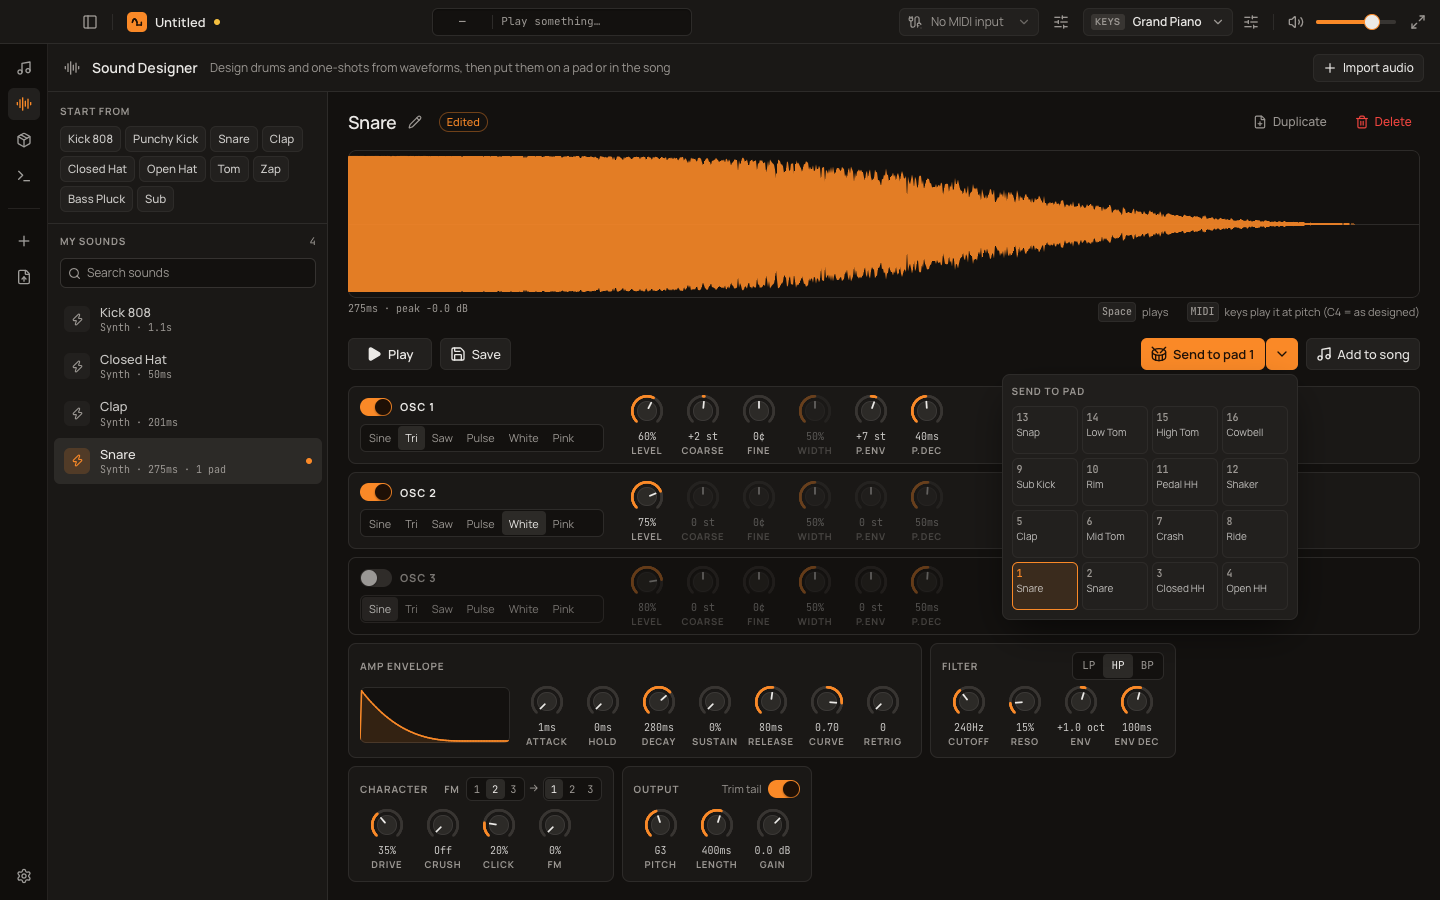 Untitled
–
Play something…
No MIDI input
KEYS Grand Piano
Sound Designer
Design drums and one-shots from waveforms, then put them on a pad or in the song
Import audio
START FROM
Kick 808
Punchy Kick
Snare
Clap
Closed Hat
Open Hat
Tom
Zap
Bass Pluck
Sub
MY SOUNDS
4
Search sounds
Kick 808
Synth · 1.1s
Closed Hat
Synth · 50ms
Clap
Synth · 201ms
Snare
Synth · 275ms · 1 pad
Snare
Edited
Duplicate
Delete
275ms · peak -0.0 dB
Space plays
MIDI keys play it at pitch (C4 = as designed)
Play
Save
Send to pad 1
Add to song
SEND TO PAD
13
Snap
14
Low Tom
15
High Tom
16
Cowbell
9
Sub Kick
10
Rim
11
Pedal HH
12
Shaker
5
Clap
6
Mid Tom
7
Crash
8
Ride
1
Snare
2
Snare
3
Closed HH
4
Open HH
OSC 1
Sine Tri Saw Pulse White Pink
60% +2 st 0¢ 50% +7 st 40ms
LEVEL COARSE FINE WIDTH P.ENV P.DEC
OSC 2
Sine Tri Saw Pulse White Pink
75% 0 st 0¢ 50% 0 st 50ms
LEVEL COARSE FINE WIDTH P.ENV P.DEC
OSC 3
Sine Tri Saw Pulse White Pink
80% 0 st 0¢ 50% 0 st 50ms
LEVEL COARSE FINE WIDTH P.ENV P.DEC
AMP ENVELOPE
1ms 0ms 280ms 0% 80ms 0.70 0
ATTACK HOLD DECAY SUSTAIN RELEASE CURVE RETRIG
FILTER
LP HP BP
240Hz 15% +1.0 oct 100ms
CUTOFF RESO ENV ENV DEC
CHARACTER
FM 1 2 3 → 1 2 3
35% Off 20% 0%
DRIVE CRUSH CLICK FM
OUTPUT
Trim tail
G3 400ms 0.0 dB
PITCH LENGTH GAIN